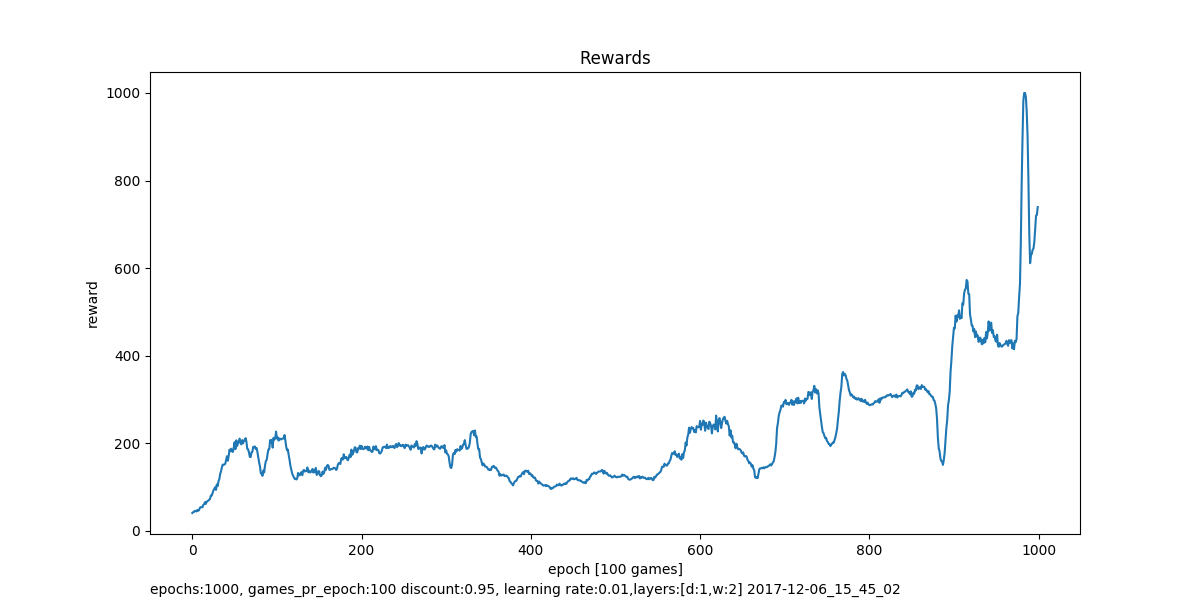 Rewards
1000
800
600
400
200
0
reward
0 200 400 600 800 1000
epoch [100 games]
epochs:1000, games_pr_epoch:100 discount:0.95, learning rate:0.01,layers:[d:1,w:2] 2017-12-06_15_45_02